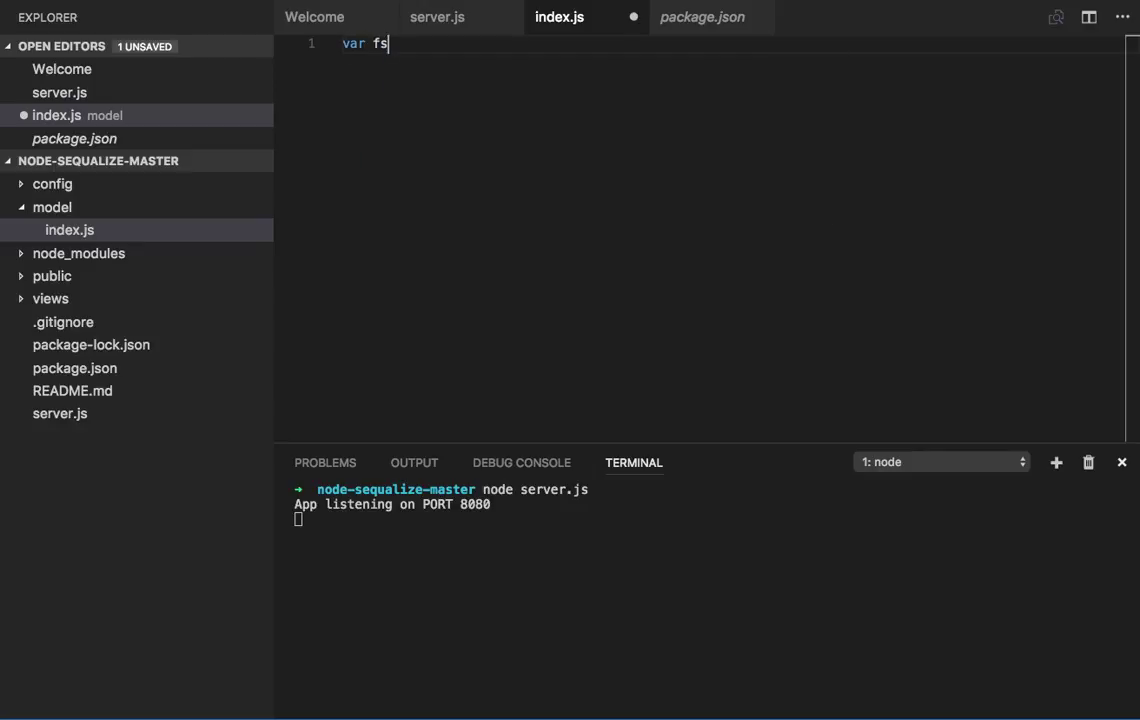 EXPLORER
OPEN EDITORS 1 UNSAVED
Welcome
server.js
index.js model
package.json
NODE-SEQUALIZE-MASTER
config
model
index.js
node_modules
public
views
.gitignore
package-lock.json
package.json
README.md
server.js
Welcome server.js index.js package.json
1 var fs
PROBLEMS OUTPUT DEBUG CONSOLE TERMINAL 1: node
→ node-sequalize-master node server.js
App listening on PORT 8080